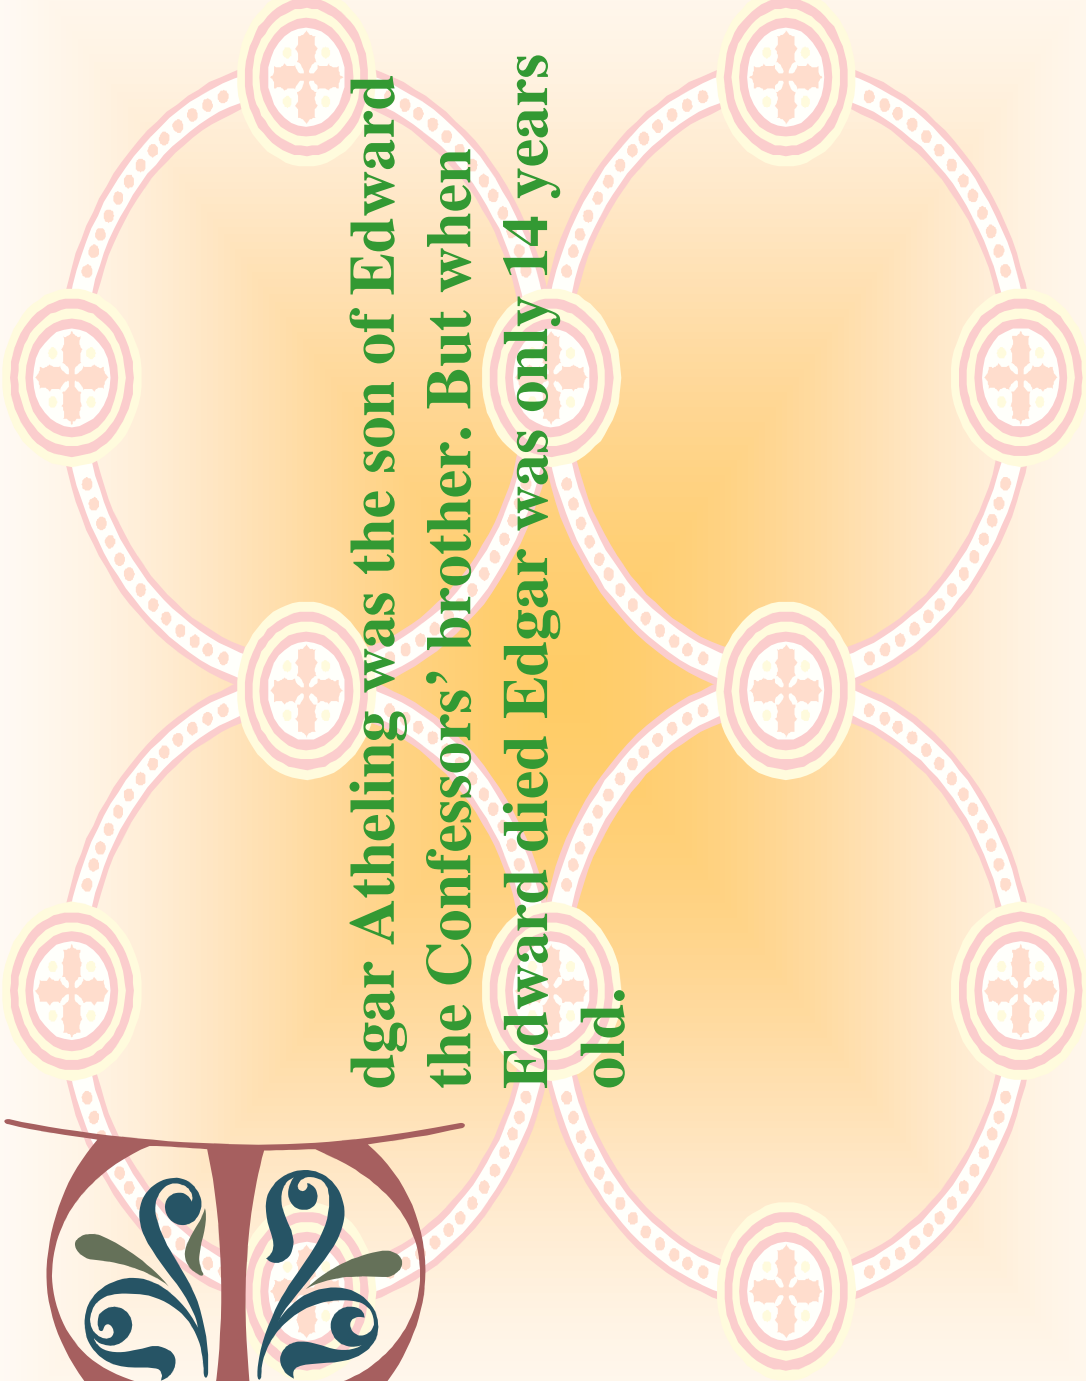 Edgar Atheling was the son of Edward
the Confessors’ brother. But when
Edward died Edgar was only 14 years
old.